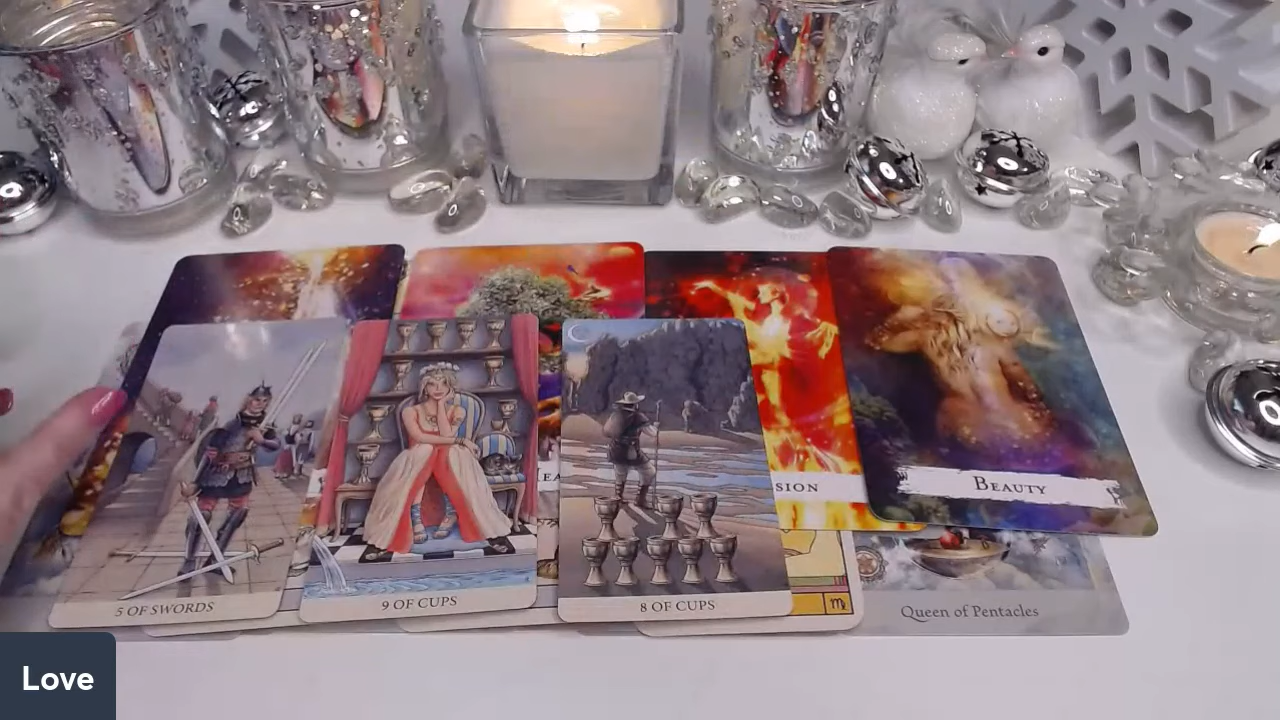 BEAUTY
SION
Queen of Pentacles
5 OF SWORDS
9 OF CUPS
8 OF CUPS
Love